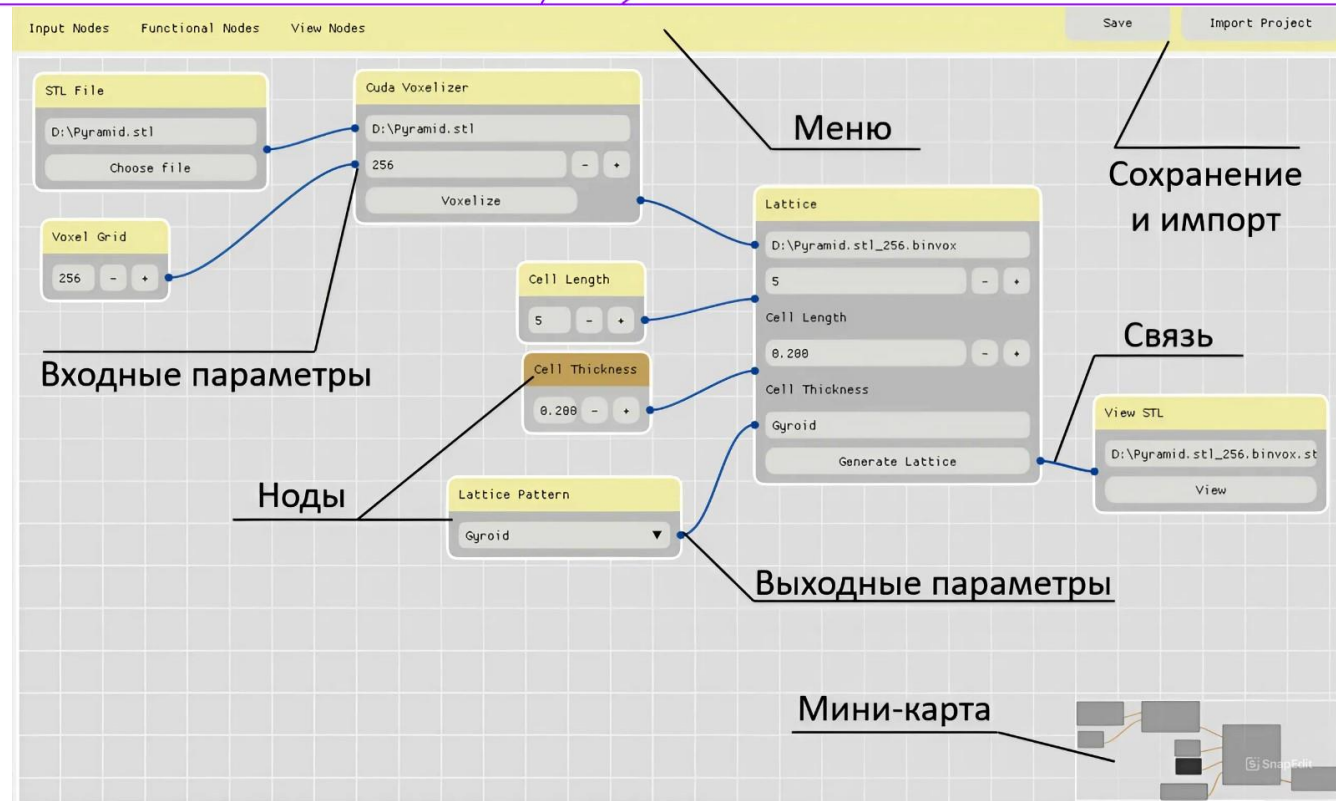 Input Nodes Functional Nodes View Nodes
Save
Import Project
STL File
D:\Pyramid.stl
Choose file
Cuda Voxelizer
D:\Pyramid.stl
256 - +
Voxelize
Меню
Сохранение
и импорт
Voxel Grid
256 - +
Lattice
D:\Pyramid.stl_256.binvox
5 - +
Cell Length
0.200 - +
Cell Thickness
Gyroid
Generate Lattice
Cell Length
5 - +
Cell Thickness
0.200 - +
Входные параметры
Связь
View STL
D:\Pyramid.stl_256.binvox.st
View
Ноды
Lattice Pattern
Gyroid ▼
Выходные параметры
Мини-карта
SnapEdit